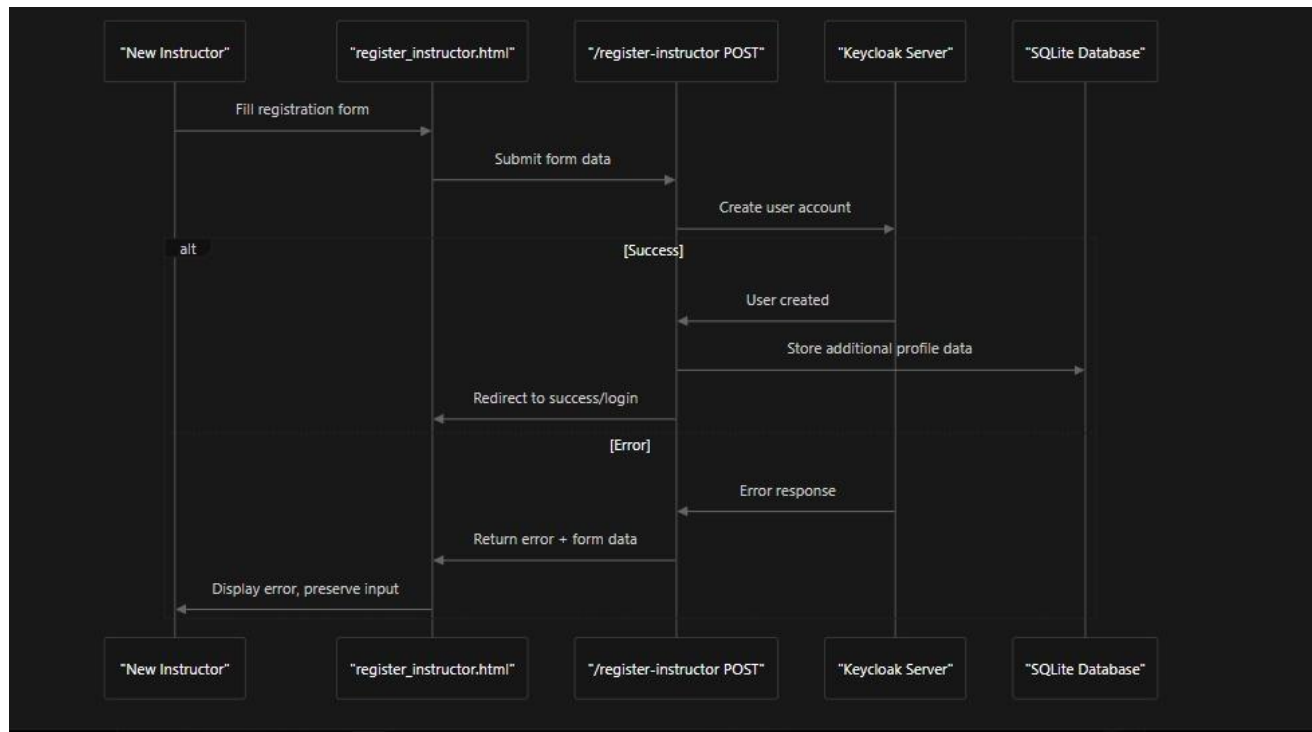 "New Instructor"
"register_instructor.html"
"/register-instructor POST"
"Keycloak Server"
"SQLite Database"
Fill registration form
Submit form data
Create user account
alt
[Success]
User created
Store additional profile data
Redirect to success/login
[Error]
Error response
Return error + form data
Display error, preserve input
"New Instructor"
"register_instructor.html"
"/register-instructor POST"
"Keycloak Server"
"SQLite Database"